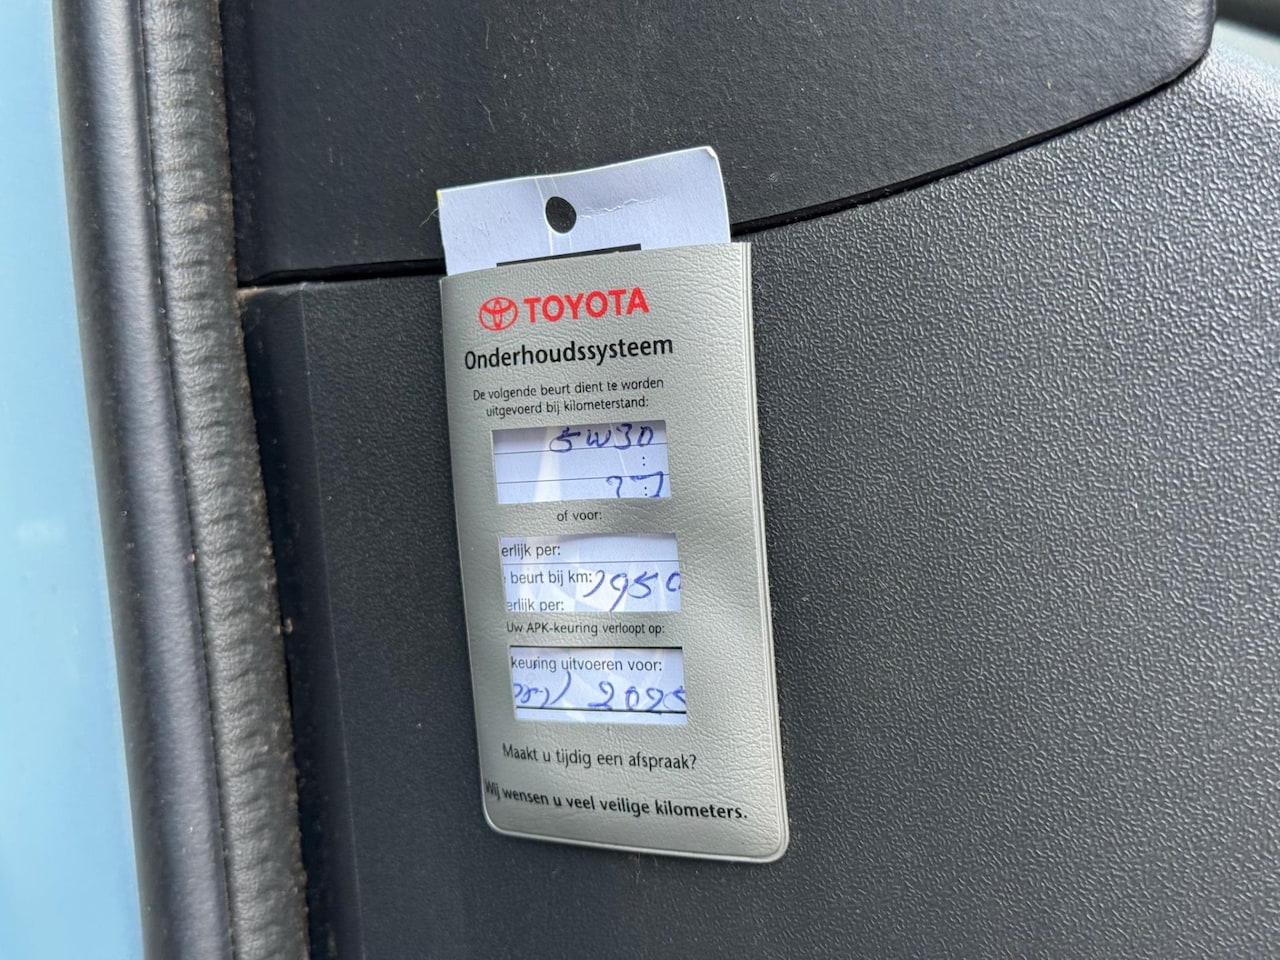 TOYOTA
Onderhoudssysteem
De volgende beurt dient te worden
uitgevoerd bij kilometerstand:
5W30
of voor:
erlijk per:
beurt bij km:
erlijk per:
Uw APK-keuring verloopt op:
keuring uitvoeren voor:
Maakt u tijdig een afspraak?
Wij wensen u veel veilige kilometers.